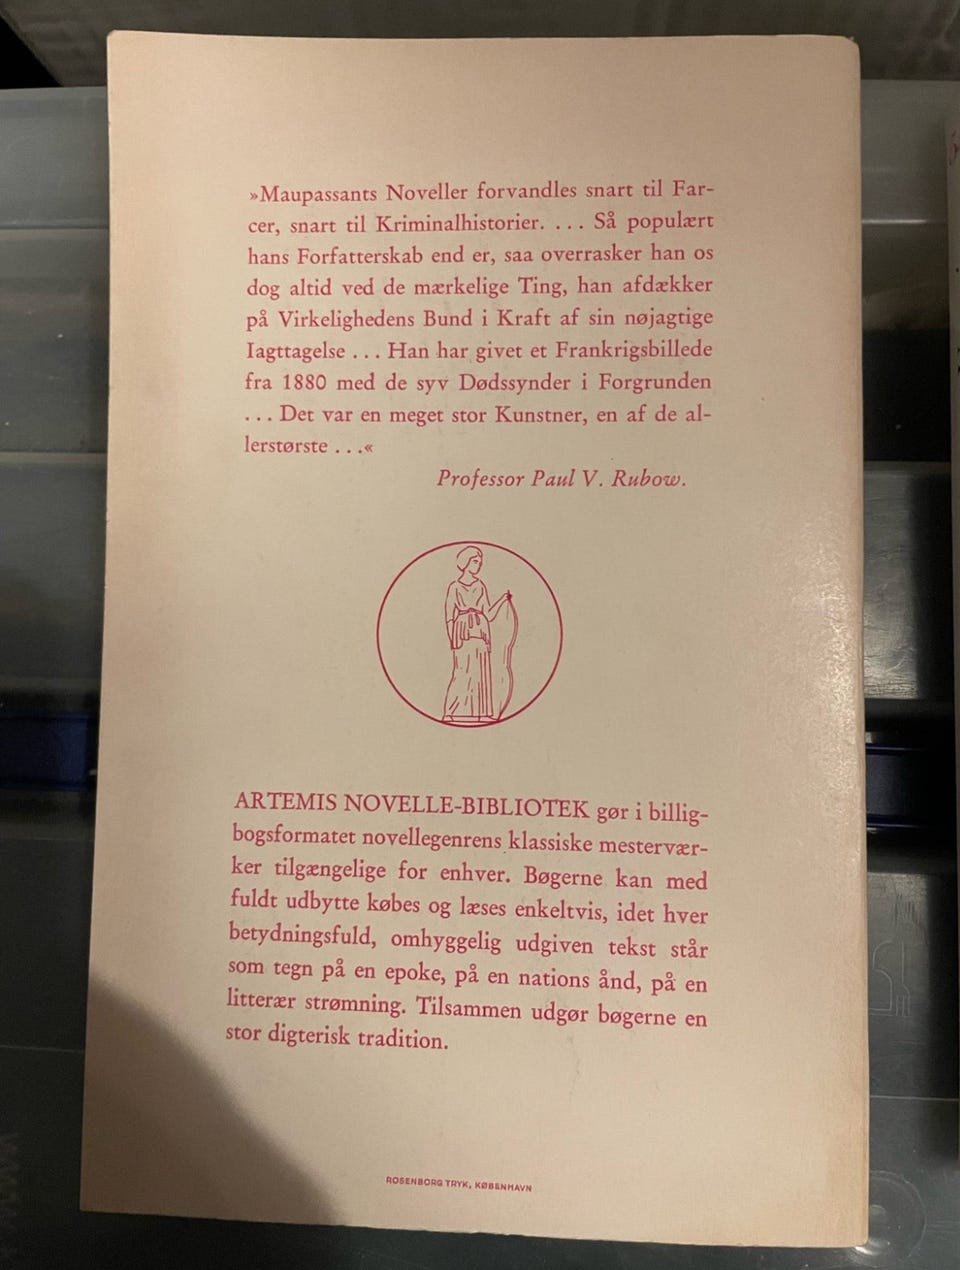 »Maupassants Noveller forvandles snart til Far-
cer, snart til Kriminalhistorier. ... Så populært
hans Forfatterskab end er, saa overrasker han os
dog altid ved de mærkelige Ting, han afdækker
på Virkelighedens Bund i Kraft af sin nøjagtige
Iagttagelse ... Han har givet et Frankrigsbillede
fra 1880 med de syv Dødssynder i Forgrunden
... Det var en meget stor Kunstner, en af de al-
lerstørste ...«
Professor Paul V. Rubow.
ARTEMIS NOVELLE-BIBLIOTEK gør i billig-
bogsformatet novellegenrens klassiske mestervær-
ker tilgængelige for enhver. Bøgerne kan med
fuldt udbytte købes og læses enkeltvis, idet hver
betydningsfuld, omhyggelig udgiven tekst står
som tegn på en epoke, på en nations ånd, på en
litterær strømning. Tilsammen udgør bøgerne en
stor digterisk tradition.
ROSENBORG TRYK, KØBENHAVN